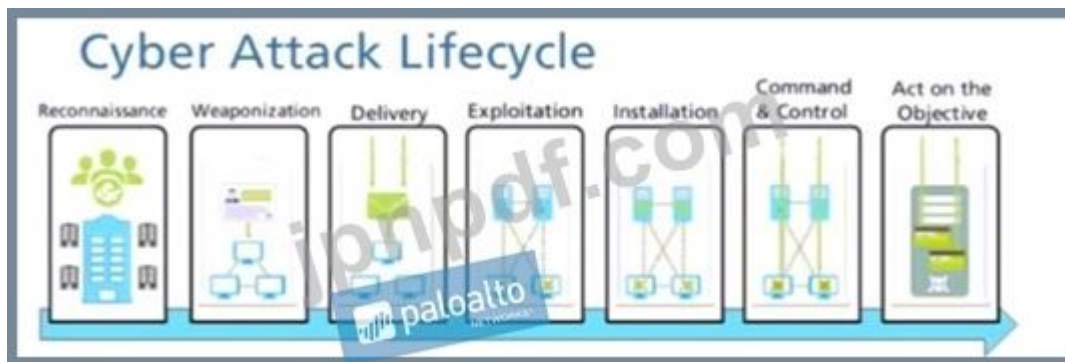 Cyber Attack Lifecycle
Reconnaissance
Weaponization
Delivery
Exploitation
Installation
Command
& Control
Act on the
Objective
jpnpdf.com
paloalto
NETWORKS